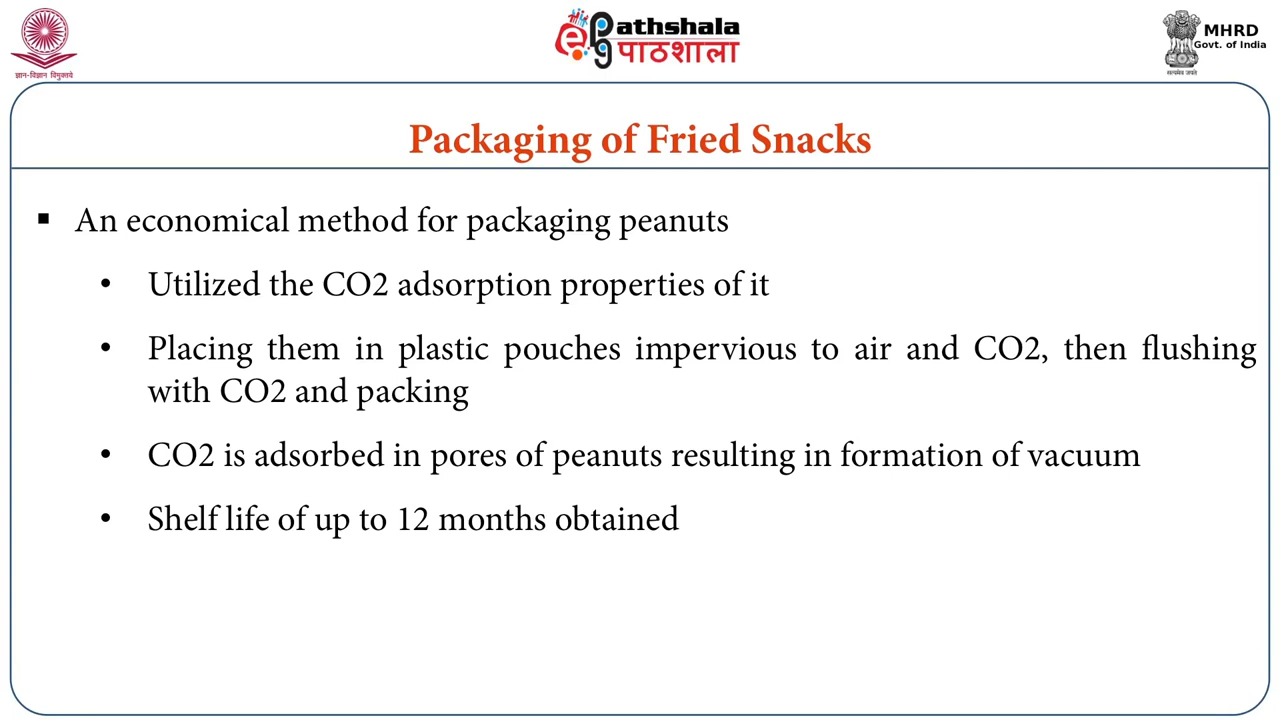 ज्ञान-विज्ञान विमुक्तये
ePathshala
पाठशाला
MHRD
Govt. of India
सत्यमेव जयते
Packaging of Fried Snacks
▪ An economical method for packaging peanuts
• Utilized the CO2 adsorption properties of it
• Placing them in plastic pouches impervious to air and CO2, then flushing
with CO2 and packing
• CO2 is adsorbed in pores of peanuts resulting in formation of vacuum
• Shelf life of up to 12 months obtained